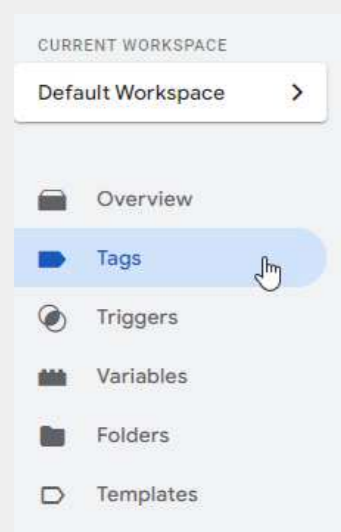 CURRENT WORKSPACE
Default Workspace
Overview
Tags
Triggers
Variables
Folders
Templates